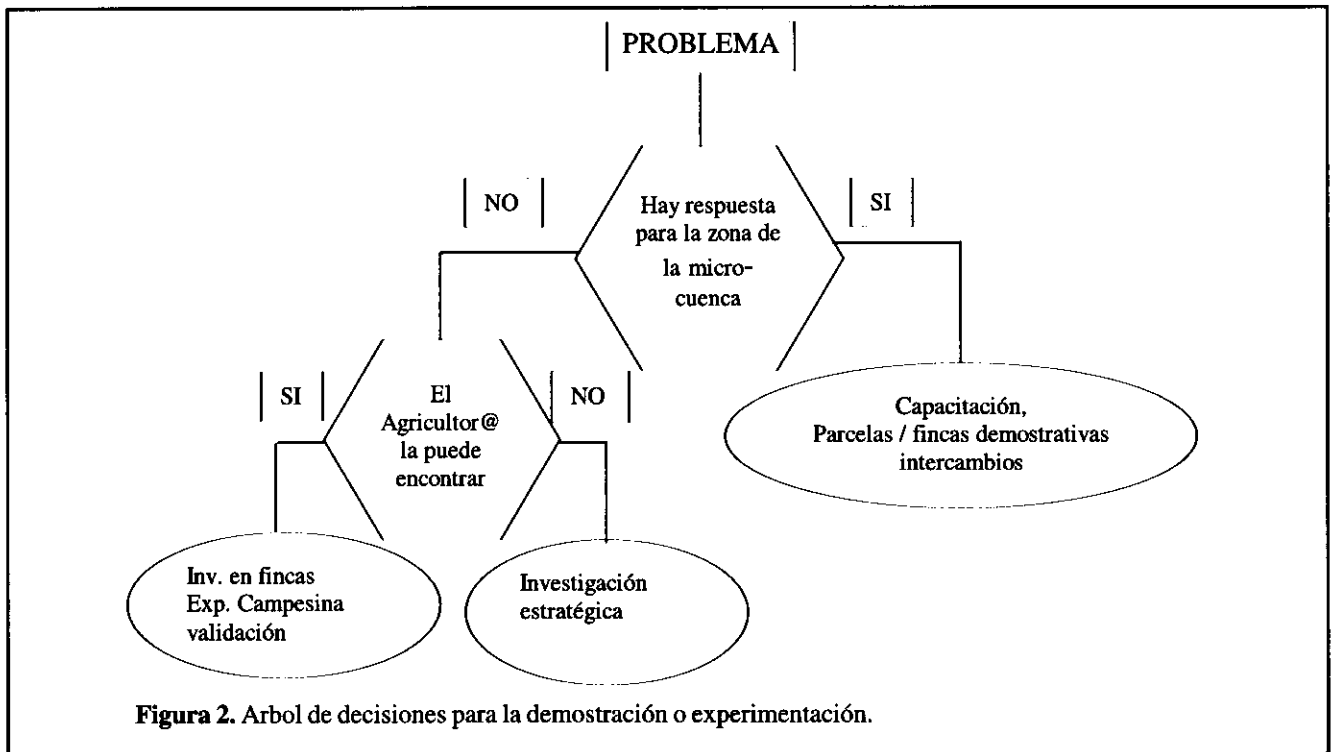 PROBLEMA
NO
Hay respuesta
para la zona de
la micro-
cuenca
SI
SI
El
Agricultor@
la puede
encontrar
NO
Capacitación,
Parcelas / fincas demostrativas
intercambios
Inv. en fincas
Exp. Campesina
validación
Investigación
estratégica
Figura 2. Arbol de decisiones para la demostración o experimentación.